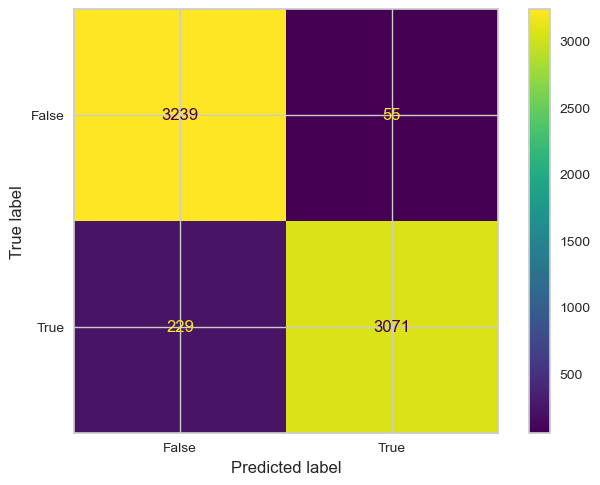 3000
False
3239
55
2500
2000
True label
1500
1000
True
229
3071
500
False
True
Predicted label